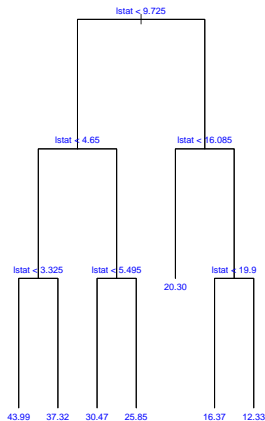 lstat < 9.725
lstat < 4.65
lstat < 16.085
lstat < 3.325
lstat < 5.495
20.30
lstat < 19.9
43.99
37.32
30.47
25.85
16.37
12.33